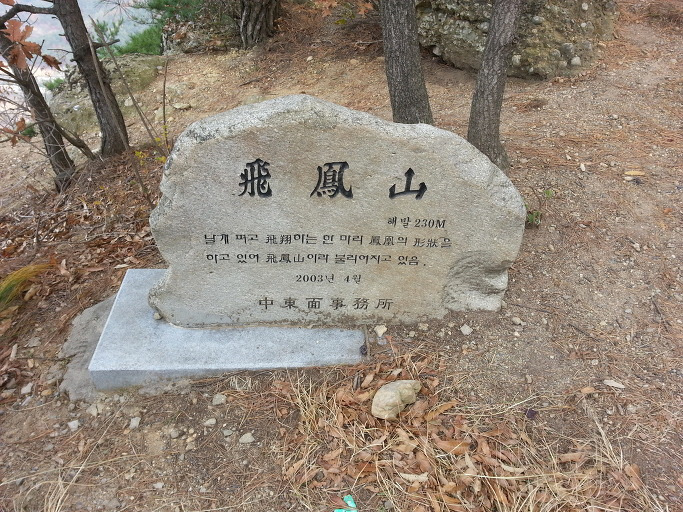 飛鳳山
해발 230M
날개 펴고 飛翔하는 한 마리 鳳凰의 形狀을
하고 있어 飛鳳山이라 불리어지고 있음.
2003년 4월
中東面事務所